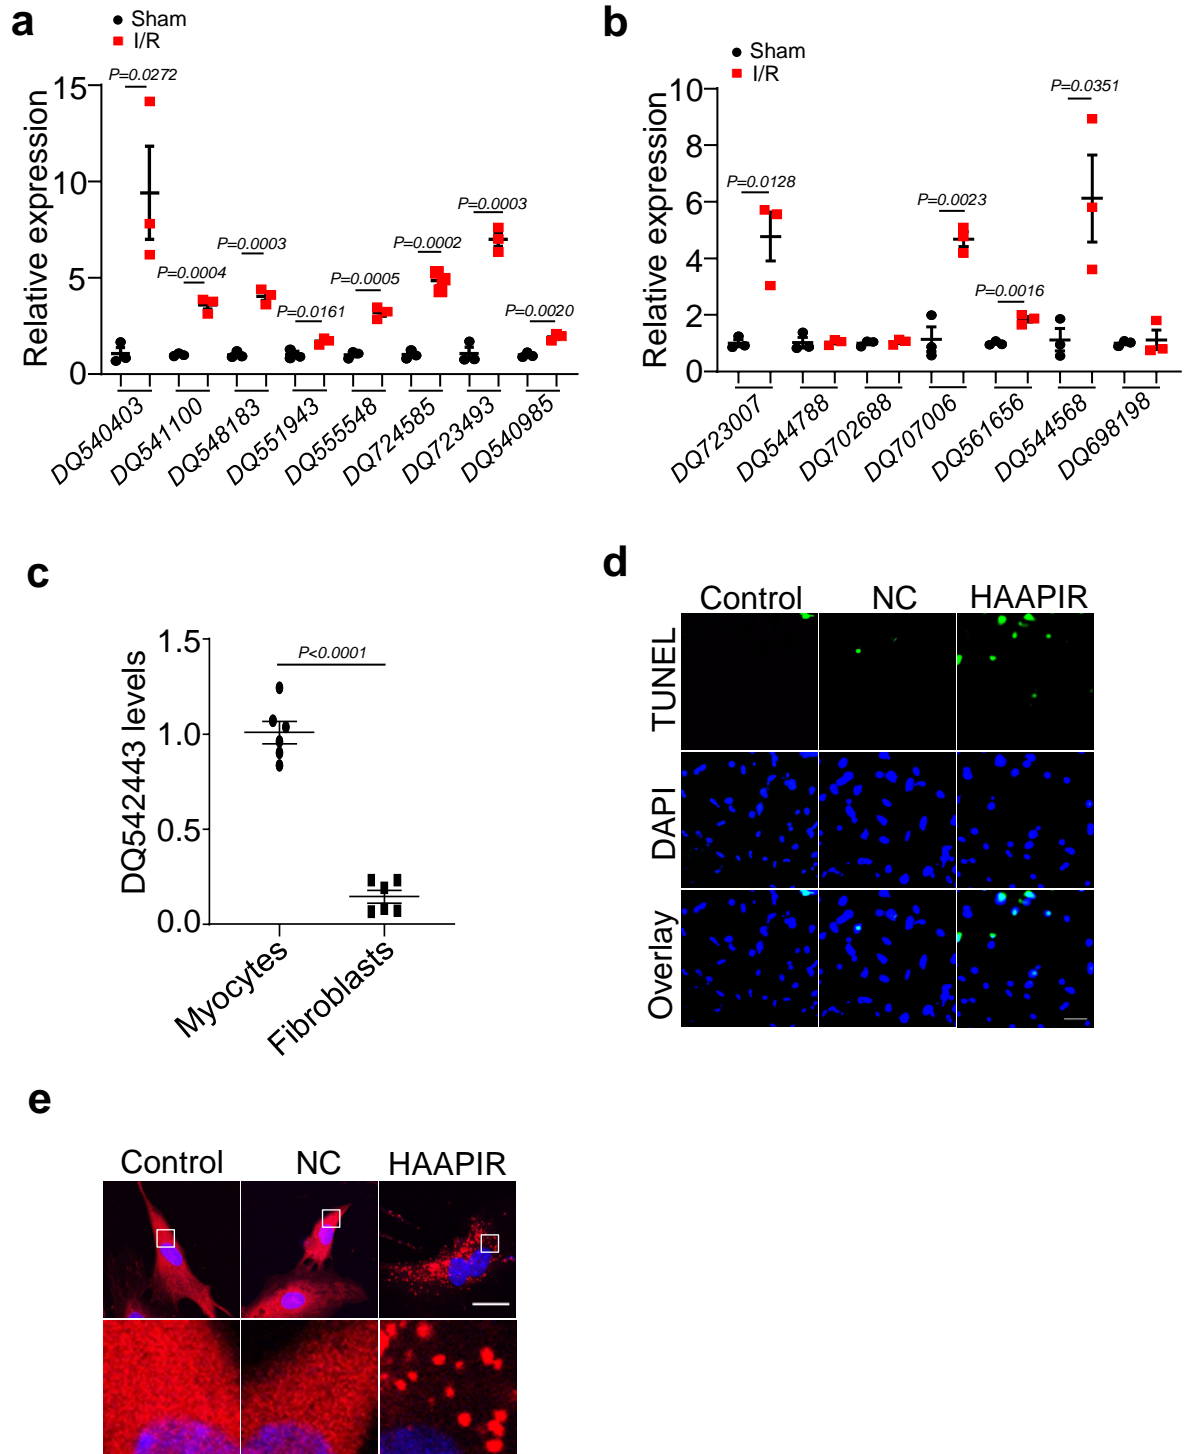 a
Sham
I/R
P=0.0272
P=0.0004
P=0.0003
P=0.0161
P=0.0005
P=0.0002
P=0.0003
P=0.0020
Relative expression
15
10
5
0
DQ540403
DQ541100
DQ548183
DQ551943
DQ555548
DQ724585
DQ723493
DQ540985
b
Sham
I/R
P=0.0128
P=0.0023
P=0.0016
P=0.0351
Relative expression
10
8
6
4
2
0
DQ723007
DQ544788
DQ702688
DQ707006
DQ561656
DQ544568
DQ698198
c
P<0.0001
DQ542443 levels
1.5
1.0
0.5
0.0
Myocytes
Fibroblasts
d
Control NC HAAPIR
TUNEL
DAPI
Overlay
e
Control NC HAAPIR